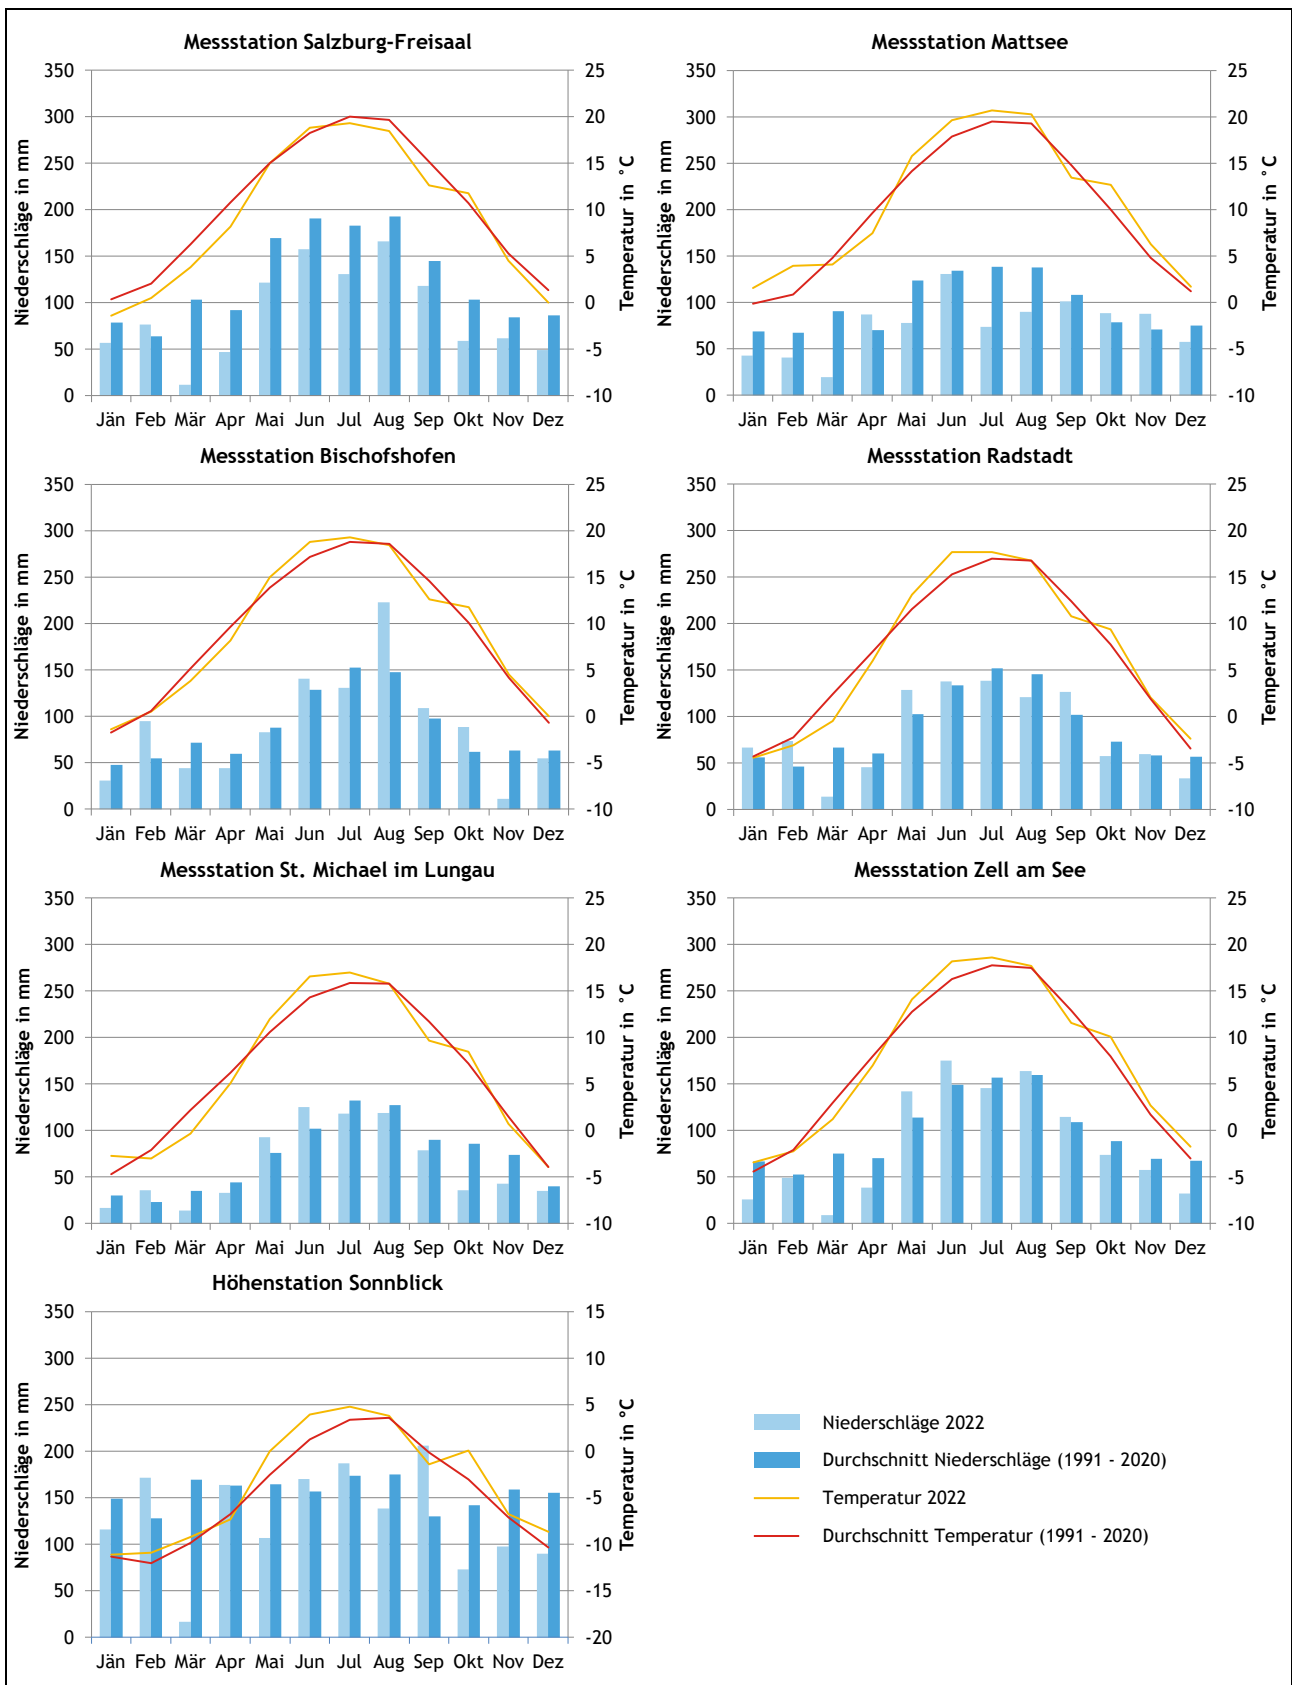 Messstation Salzburg-Freisaal
350 300 250 200 150 100 50 0
Niederschläge in mm
25 20 15 10 5 0 -5 -10
Temperatur in °C
Jän Feb Mär Apr Mai Jun Jul Aug Sep Okt Nov Dez
Messstation Mattsee
350 300 250 200 150 100 50 0
Niederschläge in mm
25 20 15 10 5 0 -5 -10
Temperatur in °C
Jän Feb Mär Apr Mai Jun Jul Aug Sep Okt Nov Dez
Messstation Bischofshofen
350 300 250 200 150 100 50 0
Niederschläge in mm
25 20 15 10 5 0 -5 -10
Temperatur in °C
Jän Feb Mär Apr Mai Jun Jul Aug Sep Okt Nov Dez
Messstation Radstadt
350 300 250 200 150 100 50 0
Niederschläge in mm
25 20 15 10 5 0 -5 -10
Temperatur in °C
Jän Feb Mär Apr Mai Jun Jul Aug Sep Okt Nov Dez
Messstation St. Michael im Lungau
350 300 250 200 150 100 50 0
Niederschläge in mm
25 20 15 10 5 0 -5 -10
Temperatur in °C
Jän Feb Mär Apr Mai Jun Jul Aug Sep Okt Nov Dez
Messstation Zell am See
350 300 250 200 150 100 50 0
Niederschläge in mm
25 20 15 10 5 0 -5 -10
Temperatur in °C
Jän Feb Mär Apr Mai Jun Jul Aug Sep Okt Nov Dez
Höhenstation Sonnblick
350 300 250 200 150 100 50 0
Niederschläge in mm
15 10 5 0 -5 -10 -15 -20
Temperatur in °C
Jän Feb Mär Apr Mai Jun Jul Aug Sep Okt Nov Dez
Niederschläge 2022
Durchschnitt Niederschläge (1991 - 2020)
Temperatur 2022
Durchschnitt Temperatur (1991 - 2020)